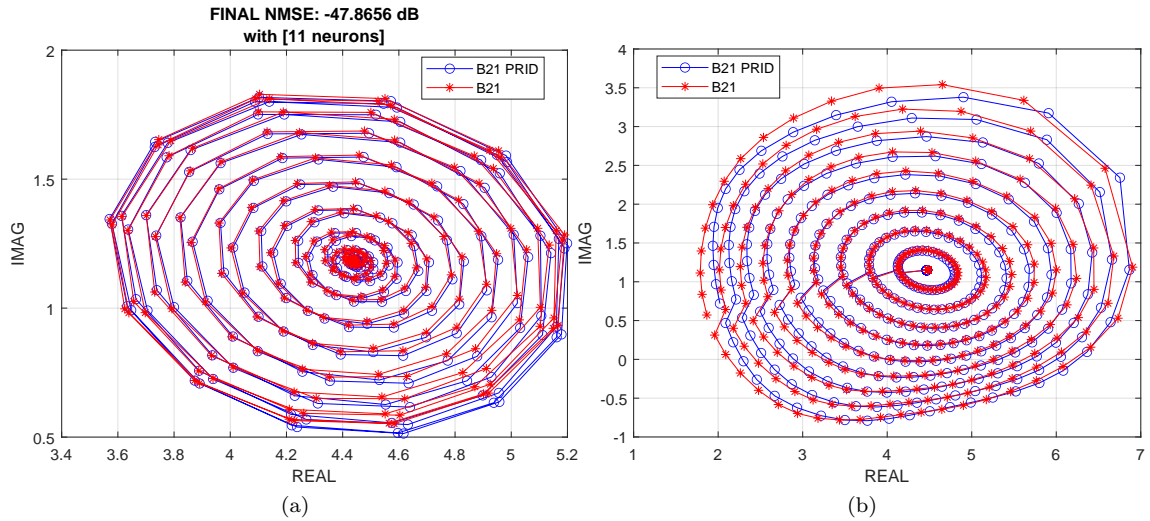 FINAL NMSE: -47.8656 dB
with [11 neurons]
B21 PRID
B21
2
1.5
1
0.5
IMAG
3.4 3.6 3.8 4 4.2 4.4 4.6 4.8 5 5.2
REAL
(a)
B21 PRID
B21
4
3.5
3
2.5
2
1.5
1
0.5
0
-0.5
-1
IMAG
1 2 3 4 5 6 7
REAL
(b)